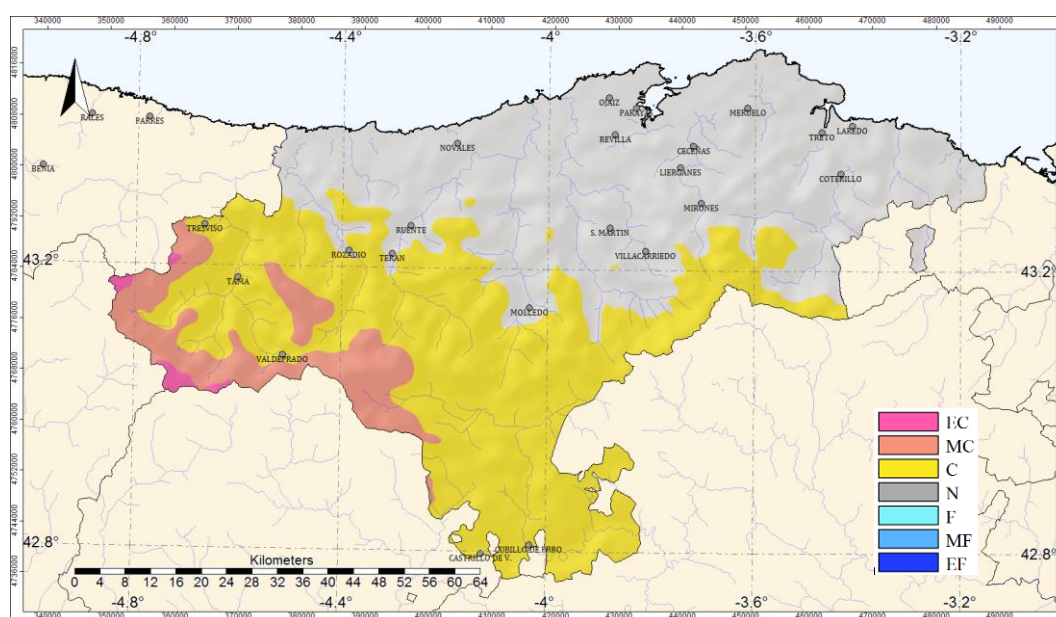 340000 350000 360000 370000 380000 390000 400000 410000 420000 430000 440000 450000 460000 470000 480000 490000
-4.8 -4.4 -4 -3.6 -3.2
4816000
OJAIZ
RALES PARRES PARAYAS MERUELO
4800000
LAREDO
REVILLA TRETO
NOVALES CECEÑAS
BENIA LIERGANES COTERILLO
MIRONES
4792000
TRESVISO RUENTE S. MARTIN
ROZADIO TERAN VILLACARRIEDO
43.2° 4784000 43.2°
TAMA
4776000
MOLLEDO
VALDEPRADO
4768000
4760000
EC
MC
C
N
F
MF
EF
4752000
4744000
42.8° 42.8°
CASTRILLO DE V. CUBILLO DE EBRO
Kilometers
4736000
0 4 8 12 16 20 24 28 32 36 40 44 48 52 56 60 64
-4.8 -4.4 -4 -3.6 -3.2
340000 350000 360000 370000 380000 390000 400000 410000 420000 430000 440000 450000 460000 470000 480000 490000